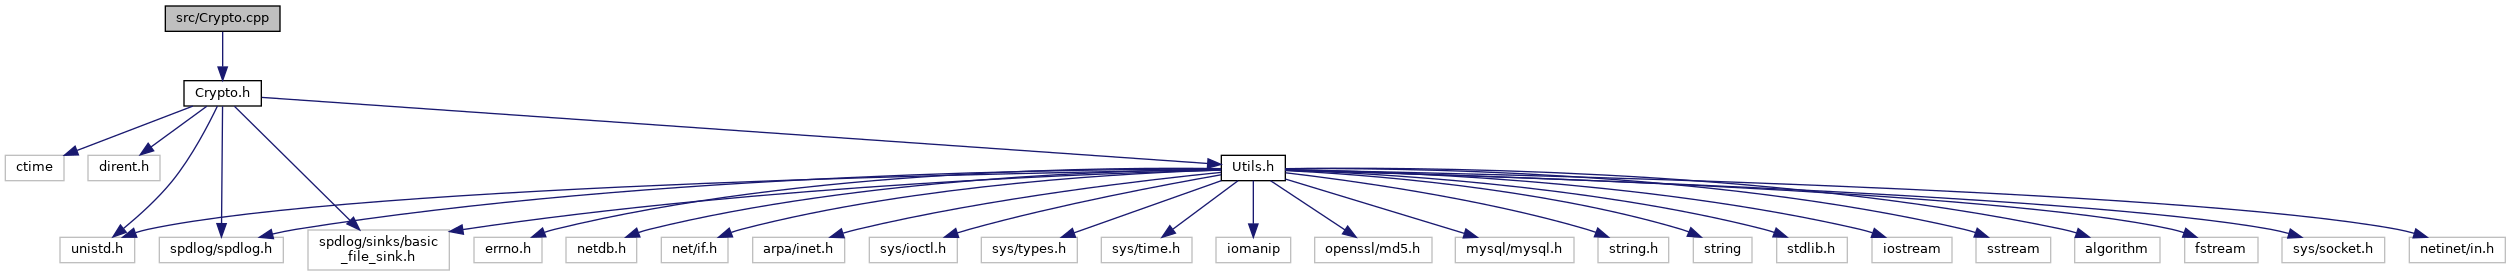 src/Crypto.cpp
Crypto.h
ctime
dirent.h
Utils.h
unistd.h
spdlog/spdlog.h
spdlog/sinks/basic
_file_sink.h
errno.h
netdb.h
net/if.h
arpa/inet.h
sys/ioctl.h
sys/types.h
sys/time.h
iomanip
openssl/md5.h
mysql/mysql.h
string.h
string
stdlib.h
iostream
sstream
algorithm
fstream
sys/socket.h
netinet/in.h